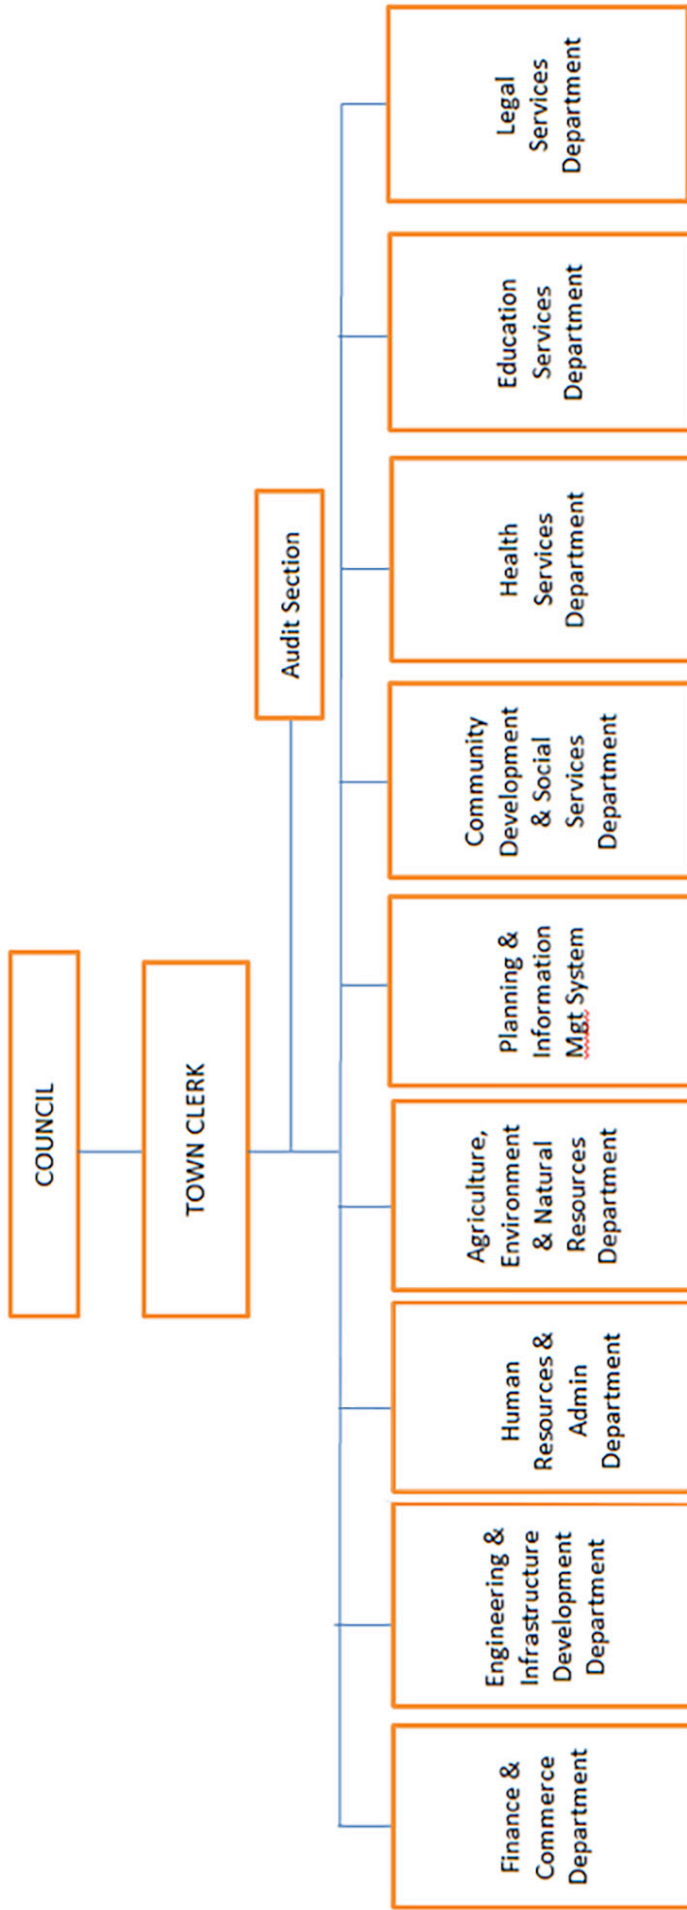 COUNCIL
TOWN CLERK
Audit Section
Finance &
Commerce
Department
Engineering &
Infrastructure
Development
Department
Human
Resources &
Admin
Department
Agriculture,
Environment
& Natural
Resources
Department
Planning &
Information
Mgt System
Community
Development
& Social
Services
Department
Health
Services
Department
Education
Services
Department
Legal
Services
Department